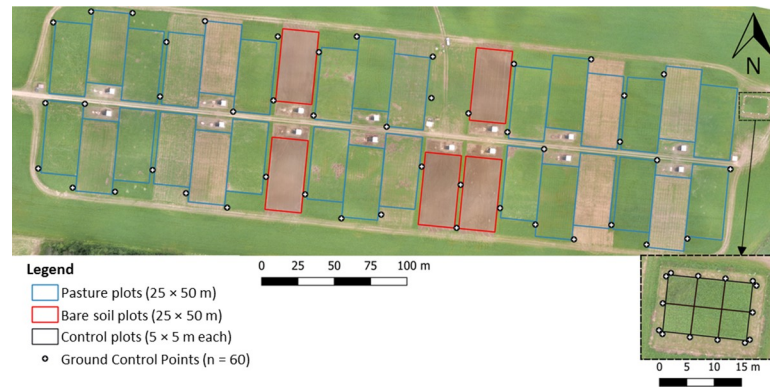 N
Legend
Pasture plots (25 × 50 m)
Bare soil plots (25 × 50 m)
Control plots (5 × 5 m each)
Ground Control Points (n = 60)
0 25 50 75 100 m
0 5 10 15 m